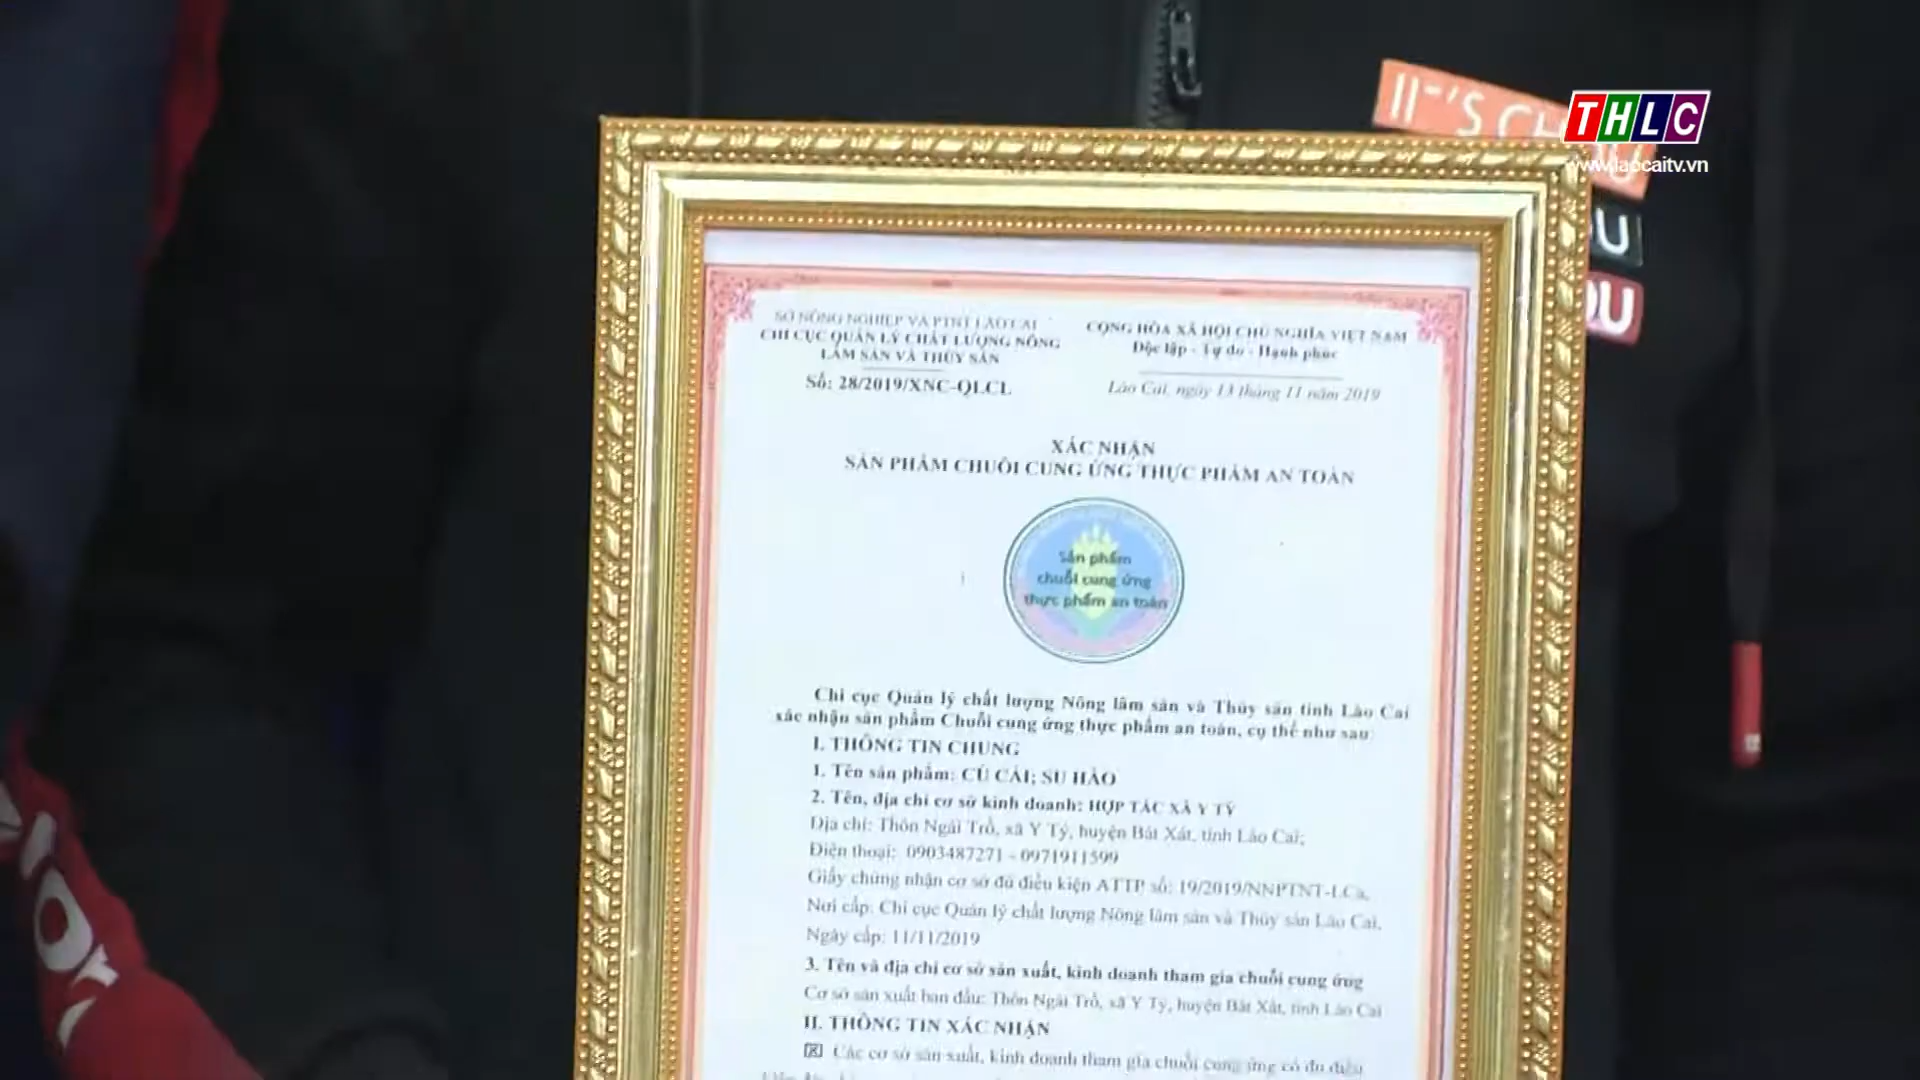 THLC
www.laocaitv.vn
SỞ NÔNG NGHIỆP VÀ PTNT LÀO CAI
CHI CỤC QUẢN LÝ CHẤT LƯỢNG NÔNG
LÂM SẢN VÀ THỦY SẢN
Số: 28/2019/XNC-QLCL
CỘNG HÒA XÃ HỘI CHỦ NGHĨA VIỆT NAM
Độc lập - Tự do - Hạnh phúc
Lào Cai, ngày 13 tháng 11 năm 2019
XÁC NHẬN
SẢN PHẨM CHUỖI CUNG ỨNG THỰC PHẨM AN TOÀN
Sản phẩm
chuỗi cung ứng
thực phẩm an toàn
Chi cục Quản lý chất lượng Nông lâm sản và Thủy sản tỉnh Lào Cai
xác nhận sản phẩm Chuỗi cung ứng thực phẩm an toàn, cụ thể như sau:
I. THÔNG TIN CHUNG
1. Tên sản phẩm: CỦ CẢI; SU HÀO
2. Tên, địa chỉ cơ sở kinh doanh: HỢP TÁC XÃ Y TÝ
Địa chỉ: Thôn Ngải Trồ, xã Y Tý, huyện Bát Xát, tỉnh Lào Cai;
Điện thoại: 0903487271 - 0971911599
Giấy chứng nhận cơ sở đủ điều kiện ATTP số: 19/2019/NNPTNT-LCa,
Nơi cấp: Chi cục Quản lý chất lượng Nông lâm sản và Thủy sản Lào Cai,
Ngày cấp: 11/11/2019
3. Tên và địa chỉ cơ sở sản xuất, kinh doanh tham gia chuỗi cung ứng
Cơ sở sản xuất ban đầu: Thôn Ngải Trồ, xã Y Tý, huyện Bát Xát, tỉnh Lào Cai
II. THÔNG TIN XÁC NHẬN
☒ Các cơ sở sản xuất, kinh doanh tham gia chuỗi cung ứng có đủ điều